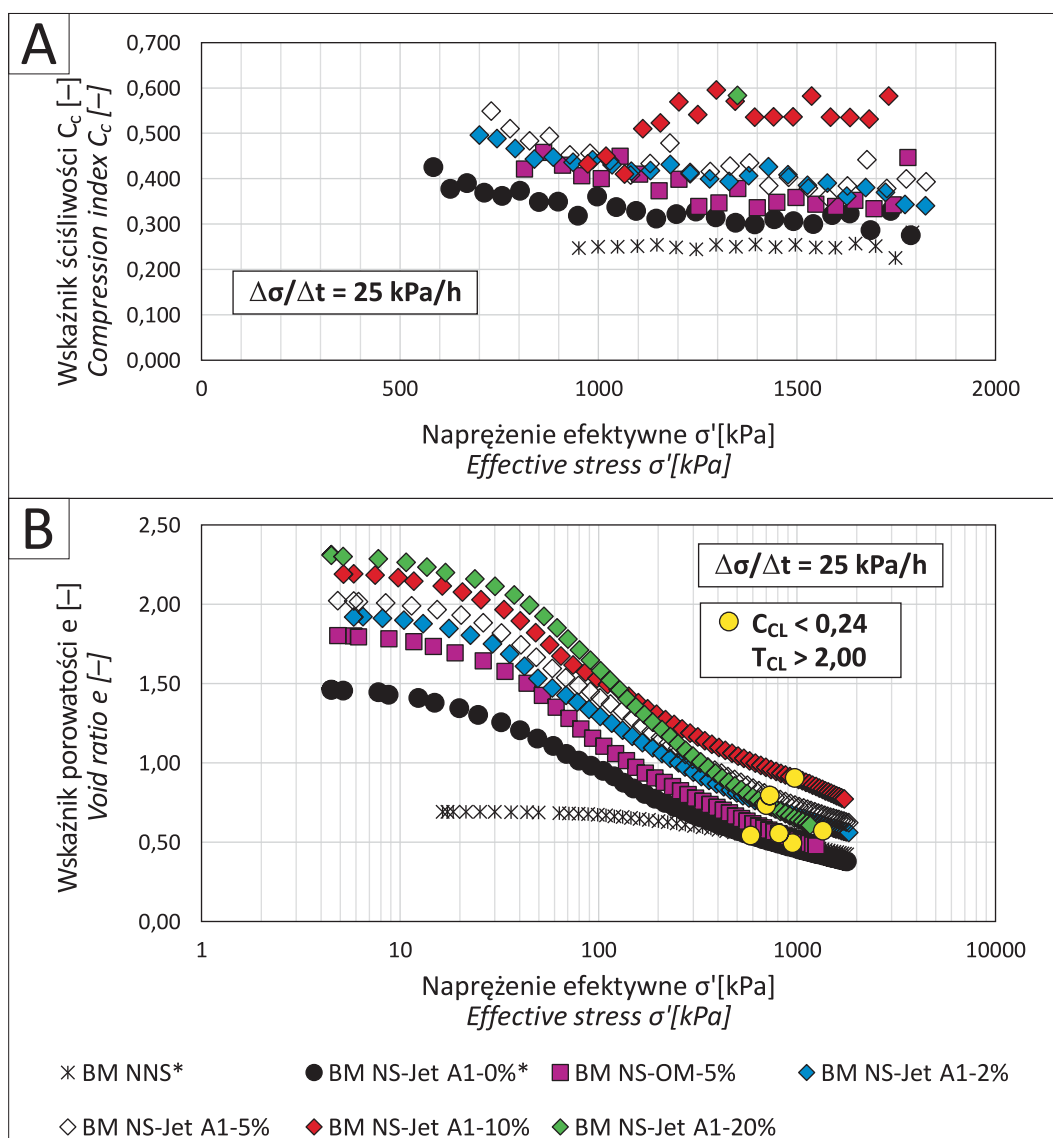 A
Wskaźnik ściśliwości Cc [–]
Compression index Cc [–]
0,700
0,600
0,500
0,400
0,300
0,200
0,100
0,000
Δσ/Δt = 25 kPa/h
0 500 1000 1500 2000
Naprężenie efektywne σ'[kPa]
Effective stress σ'[kPa]
B
Wskaźnik porowatości e [–]
Void ratio e [–]
2,50
2,00
1,50
1,00
0,50
0,00
Δσ/Δt = 25 kPa/h
CCL < 0,24
TCL > 2,00
1 10 100 1000 10000
Naprężenie efektywne σ'[kPa]
Effective stress σ'[kPa]
BM NNS* BM NS-Jet A1-0%* BM NS-OM-5% BM NS-Jet A1-2%
BM NS-Jet A1-5% BM NS-Jet A1-10% BM NS-Jet A1-20%